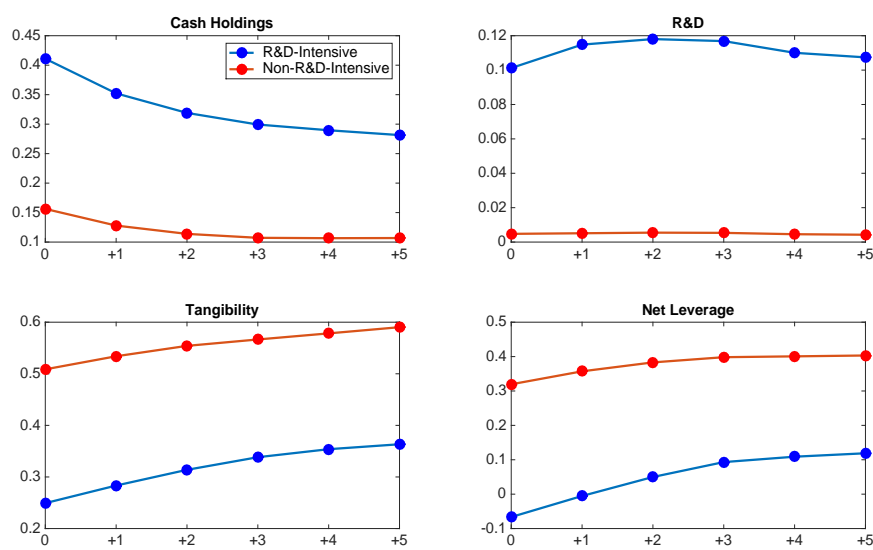 Cash Holdings
0.45
0.4
0.35
0.3
0.25
0.2
0.15
0.1
0 +1 +2 +3 +4 +5
R&D-Intensive
Non-R&D-Intensive
R&D
0.12
0.1
0.08
0.06
0.04
0.02
0
0 +1 +2 +3 +4 +5
Tangibility
0.6
0.5
0.4
0.3
0.2
0 +1 +2 +3 +4 +5
Net Leverage
0.5
0.4
0.3
0.2
0.1
0
-0.1
0 +1 +2 +3 +4 +5